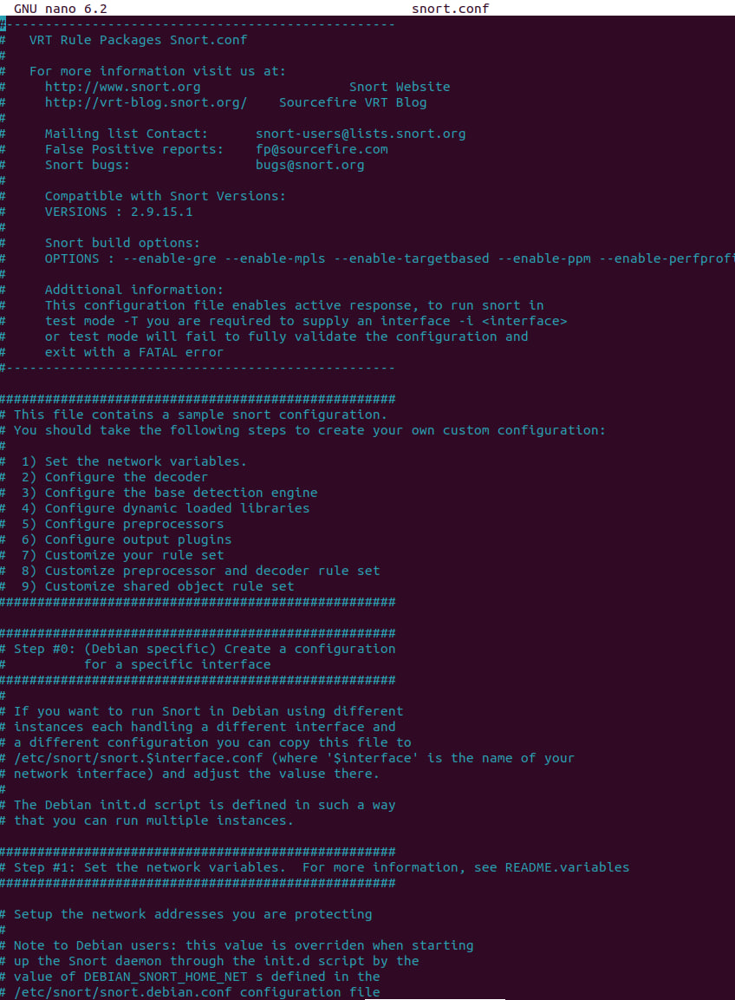 GNU nano 6.2 snort.conf
#--------------------------------------------------
#   VRT Rule Packages Snort.conf
#
#   For more information visit us at:
#     http://www.snort.org                   Snort Website
#     http://vrt-blog.snort.org/    Sourcefire VRT Blog
#
#     Mailing list Contact:      snort-users@lists.snort.org
#     False Positive reports:    fp@sourcefire.com
#     Snort bugs:                bugs@snort.org
#
#     Compatible with Snort Versions:
#     VERSIONS : 2.9.15.1
#
#     Snort build options:
#     OPTIONS : --enable-gre --enable-mpls --enable-targetbased --enable-ppm --enable-perfprofi
#
#     Additional information:
#     This configuration file enables active response, to run snort in
#     test mode -T you are required to supply an interface -i <interface>
#     or test mode will fail to fully validate the configuration and
#     exit with a FATAL error
#--------------------------------------------------
###################################################
# This file contains a sample snort configuration.
# You should take the following steps to create your own custom configuration:
#
#  1) Set the network variables.
#  2) Configure the decoder
#  3) Configure the base detection engine
#  4) Configure dynamic loaded libraries
#  5) Configure preprocessors
#  6) Configure output plugins
#  7) Customize your rule set
#  8) Customize preprocessor and decoder rule set
#  9) Customize shared object rule set
###################################################
###################################################
# Step #0: (Debian specific) Create a configuration
#          for a specific interface
###################################################
#
# If you want to run Snort in Debian using different
# instances each handling a different interface and
# a different configuration you can copy this file to
# /etc/snort/snort.$interface.conf (where '$interface' is the name of your
# network interface) and adjust the valuse there.
#
# The Debian init.d script is defined in such a way
# that you can run multiple instances.
###################################################
# Step #1: Set the network variables.  For more information, see README.variables
###################################################
# Setup the network addresses you are protecting
#
# Note to Debian users: this value is overriden when starting
# up the Snort daemon through the init.d script by the
# value of DEBIAN_SNORT_HOME_NET s defined in the
# /etc/snort/snort.debian.conf configuration file